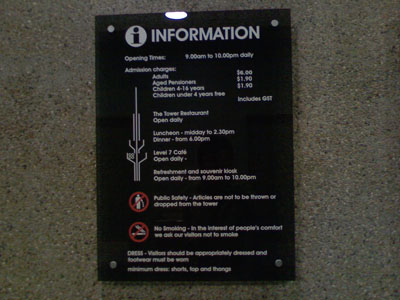 i INFORMATION
Opening Times: 9.00am to 10.00pm daily
Admission charges:
Adults $6.00
Aged Pensioners $1.90
Children 4-16 years $1.90
Children under 4 years free
Includes GST
The Tower Restaurant
Open daily
Luncheon - midday to 2.30pm
Dinner - from 6.00pm
Level 7 Café
Open daily -
Refreshment and souvenir kiosk
Open daily - from 9.00am to 10.00pm
Public Safety - Articles are not to be thrown or
dropped from the tower
No Smoking - In the interest of people's comfort
we ask our visitors not to smoke
DRESS - Visitors should be appropriately dressed and
footwear must be worn
minimum dress: shorts, top and thongs